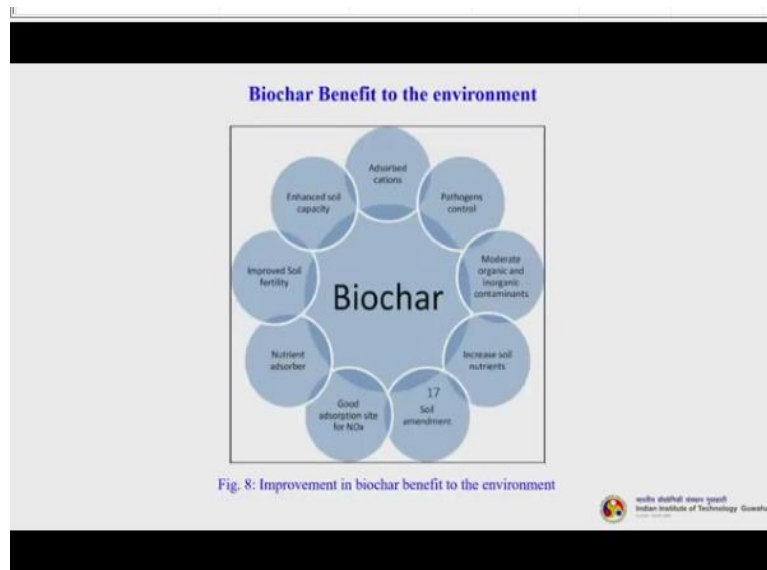 Biochar Benefit to the environment
Adsorbed
cations
Pathogens
control
Moderate
organic and
inorganic
contaminants
Increase soil
nutrients
17
Soil
amendment
Good
adsorption site
for NOx
Nutrient
adsorber
Improved Soil
fertility
Enhanced soil
capacity
Biochar
Fig. 8: Improvement in biochar benefit to the environment
भारतीय प्रौद्योगिकी संस्थान गुवाहाटी
Indian Institute of Technology Guwaha